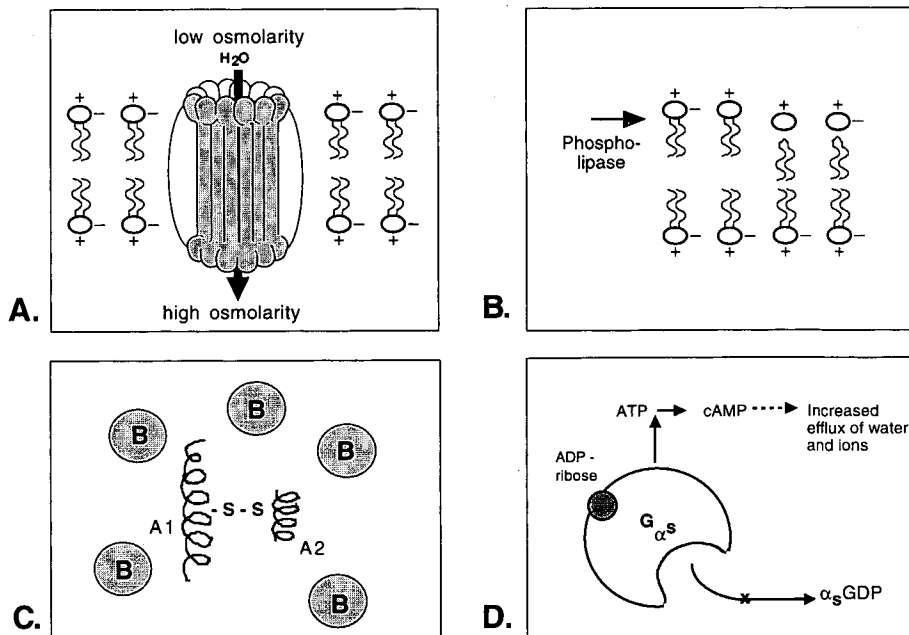 low osmolarity
H₂O
+ +
+ +
– –
– –
– –
– –
+ +
+ +
high osmolarity
A.
+ + + +
– –
Phospho-
lipase
– – – –
+ + + +
B.
B
B
B
A1
- S - S
A2
B
B
C.
ATP
cAMP
Increased
efflux of water
and ions
ADP -
ribose
G αs
x
αsGDP
D.